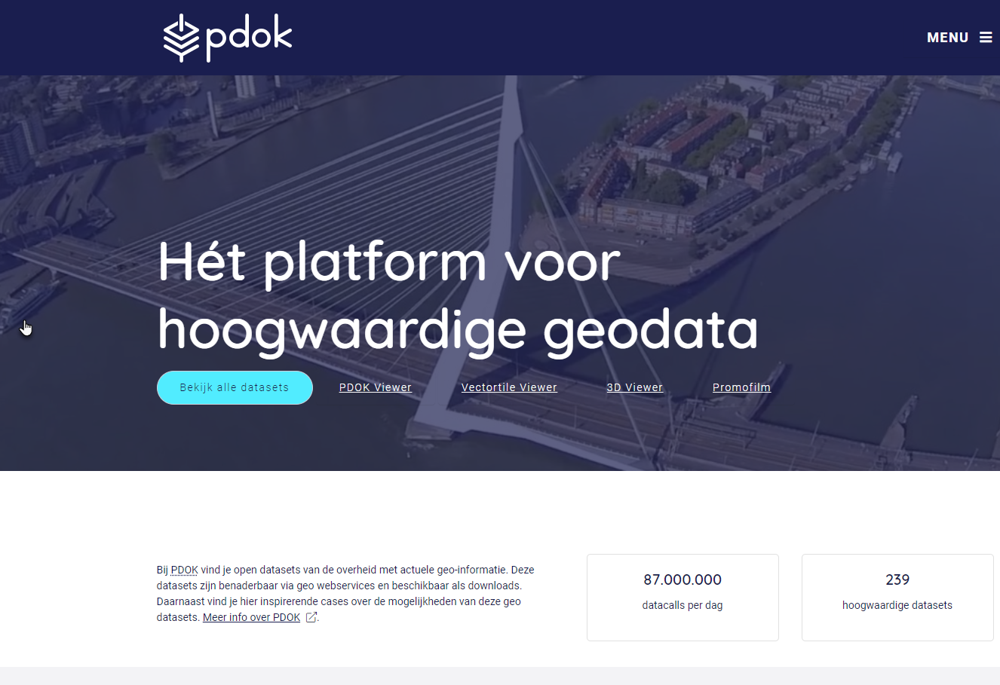 pdok
MENU
Hét platform voor
hoogwaardige geodata
Bekijk alle datasets
PDOK Viewer
Vectortile Viewer
3D Viewer
Promofilm
Bij PDOK vind je open datasets van de overheid met actuele geo-informatie. Deze
datasets zijn benaderbaar via geo webservices en beschikbaar als downloads.
Daarnaast vind je hier inspirerende cases over de mogelijkheden van deze geo
datasets. Meer info over PDOK .
87.000.000
datacalls per dag
239
hoogwaardige datasets